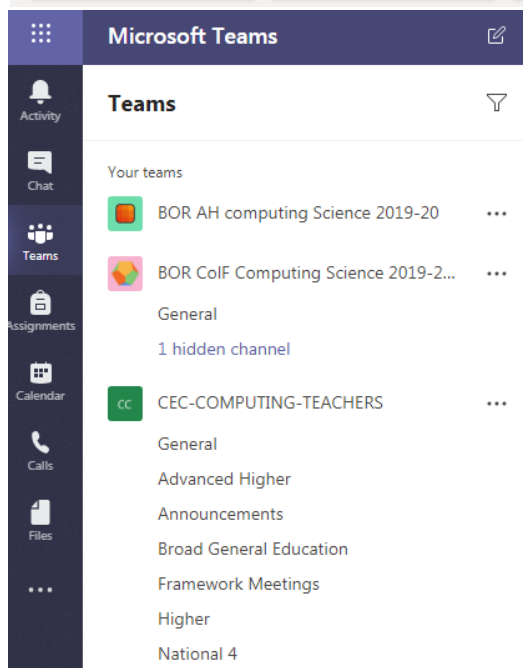 Microsoft Teams
Activity
Chat
Teams
Assignments
Calendar
Calls
Files
Teams
Your teams
BOR AH computing Science 2019-20
BOR ColF Computing Science 2019-2...
General
1 hidden channel
CC CEC-COMPUTING-TEACHERS
General
Advanced Higher
Announcements
Broad General Education
Framework Meetings
Higher
National 4